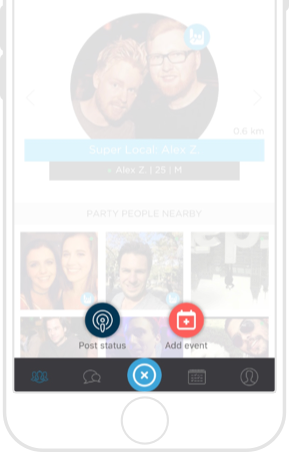 0.6 km
Super Local: Alex Z.
- Alex Z. | 25 | M
PARTY PEOPLE NEARBY
Post status
Add event